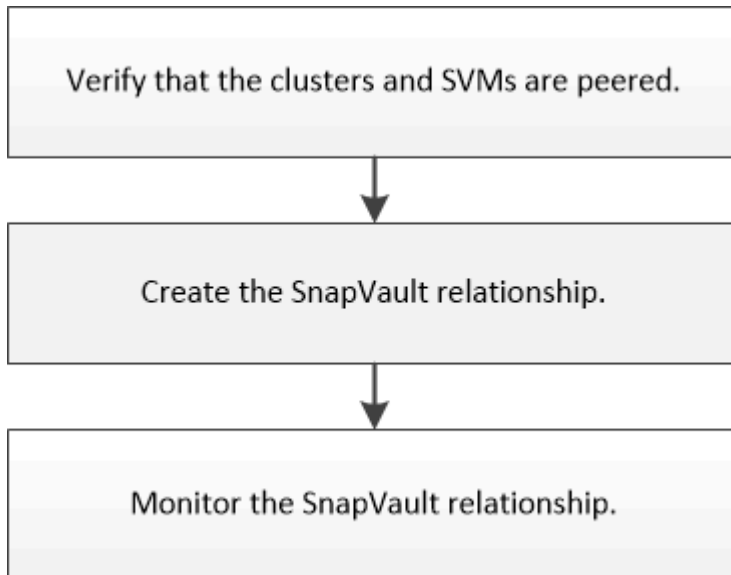 Verify that the clusters and SVMs are peered.
Create the SnapVault relationship.
Monitor the SnapVault relationship.